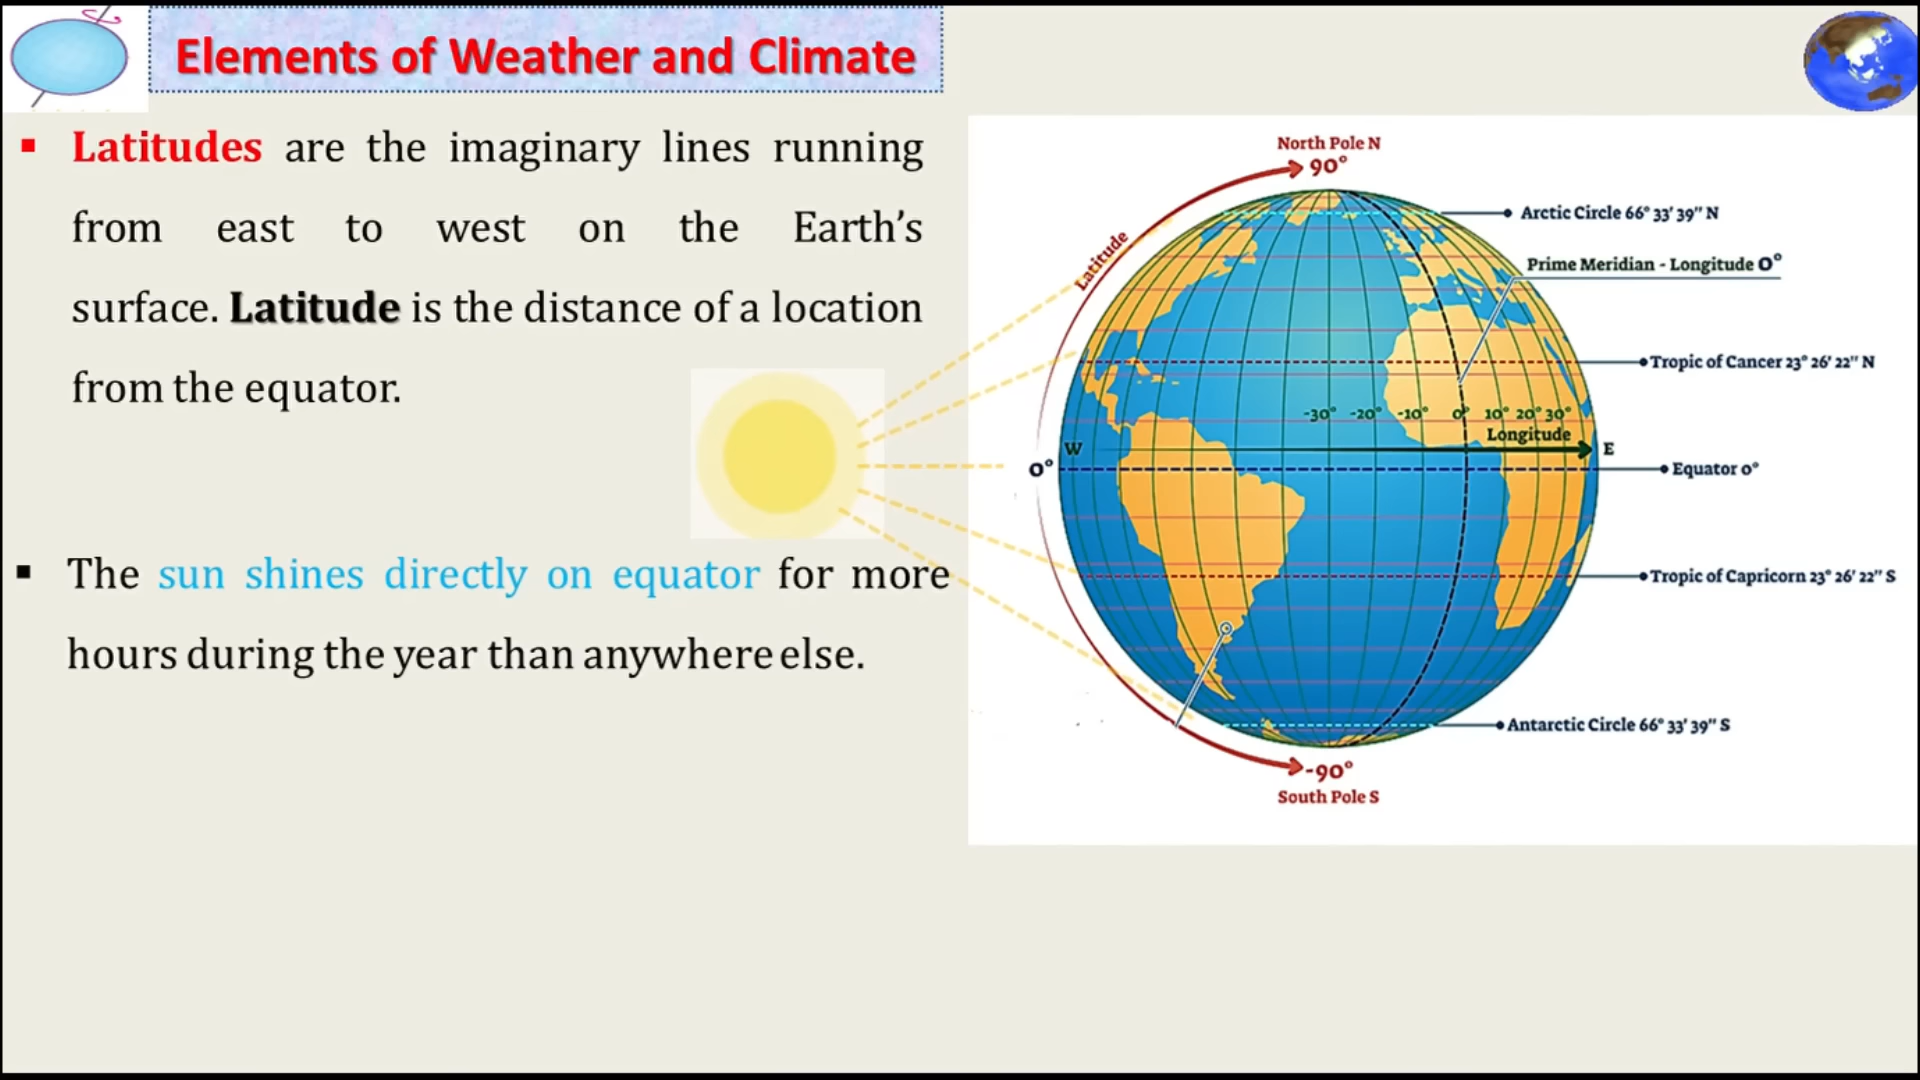 Elements of Weather and Climate
▪ Latitudes are the imaginary lines running
from east to west on the Earth’s
surface. Latitude is the distance of a location
from the equator.
▪ The sun shines directly on equator for more
hours during the year than anywhere else.
North Pole N
90°
Latitude
Arctic Circle 66° 33' 39" N
Prime Meridian - Longitude 0°
Tropic of Cancer 23° 26' 22" N
-30° -20° -10° 0° 10° 20° 30°
Longitude
W
E
0°
Equator 0°
Tropic of Capricorn 23° 26' 22" S
Antarctic Circle 66° 33' 39" S
-90°
South Pole S